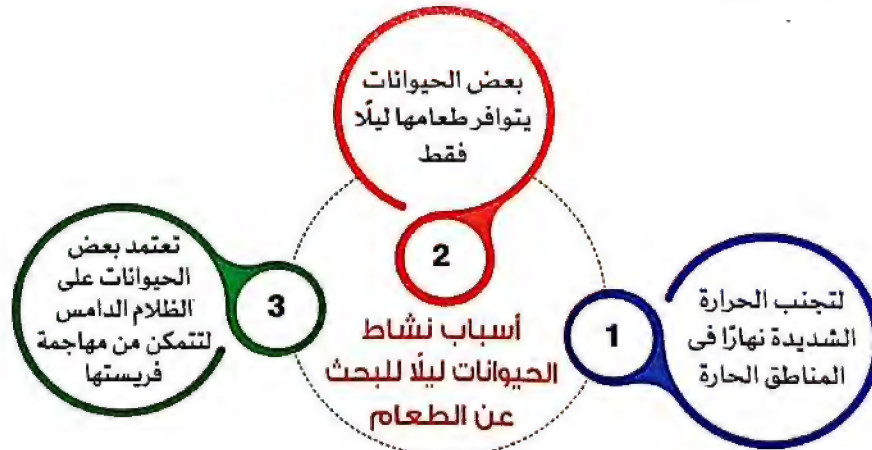 أسباب نشاط
الحيوانات ليلًا للبحث
عن الطعام
1
لتجنب الحرارة
الشديدة نهارًا فى
المناطق الحارة
2
بعض الحيوانات
يتوافر طعامها ليلًا
فقط
3
تعتمد بعض
الحيوانات على
الظلام الدامس
لتتمكن من مهاجمة
فريستها